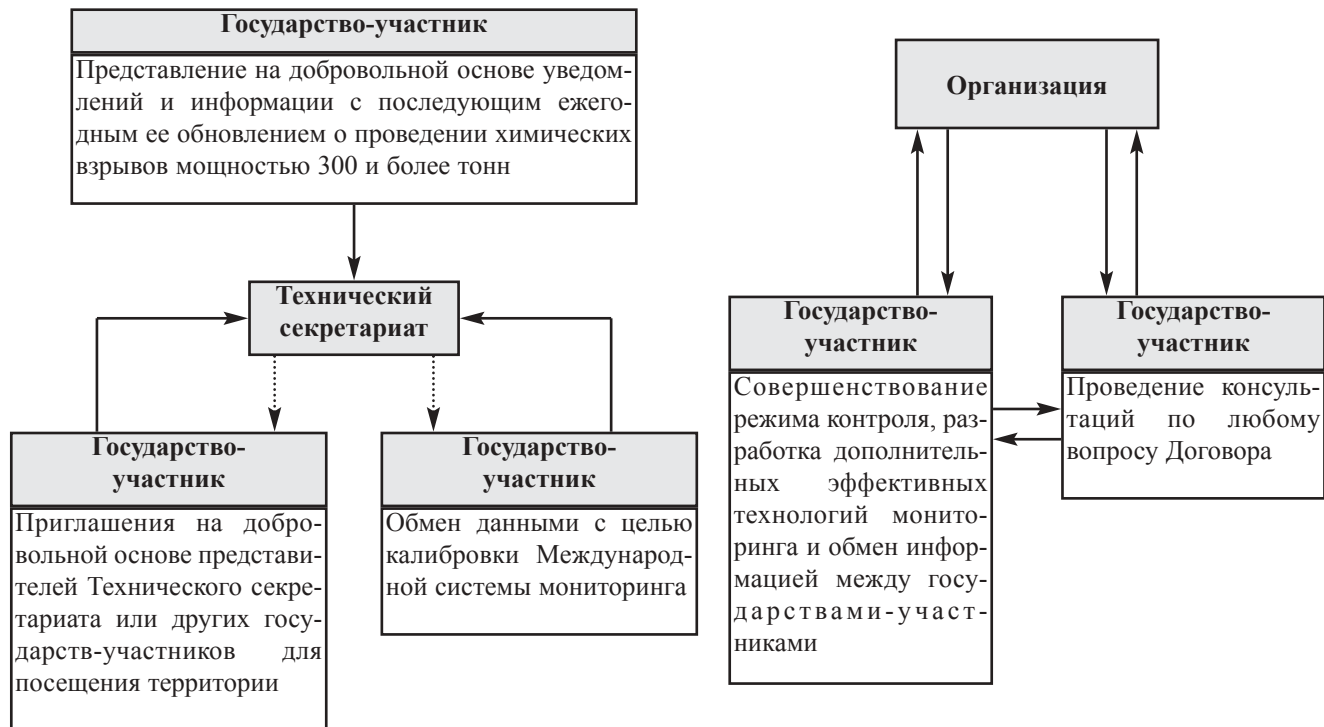 Государство-участник
Представление на добровольной основе уведом-
лений и информации с последующим ежегод-
ным ее обновлением о проведении химических
взрывов мощностью 300 и более тонн
Технический
секретариат
Государство-
участник
Приглашения на добро-
вольной основе представи-
телей Технического секре-
тариата или других госу-
дарств-участников для
посещения территории
Государство-
участник
Обмен данными с целью
калибровки Международ-
ной системы мониторинга
Организация
Государство-
участник
Совершенствование
режима контроля, раз-
работка дополнитель-
ных эффективных
технологий монито-
ринга и обмен инфор-
мацией между госу-
дарствами-участ-
никами
Государство-
участник
Проведение консуль-
таций по любому
вопросу Договора